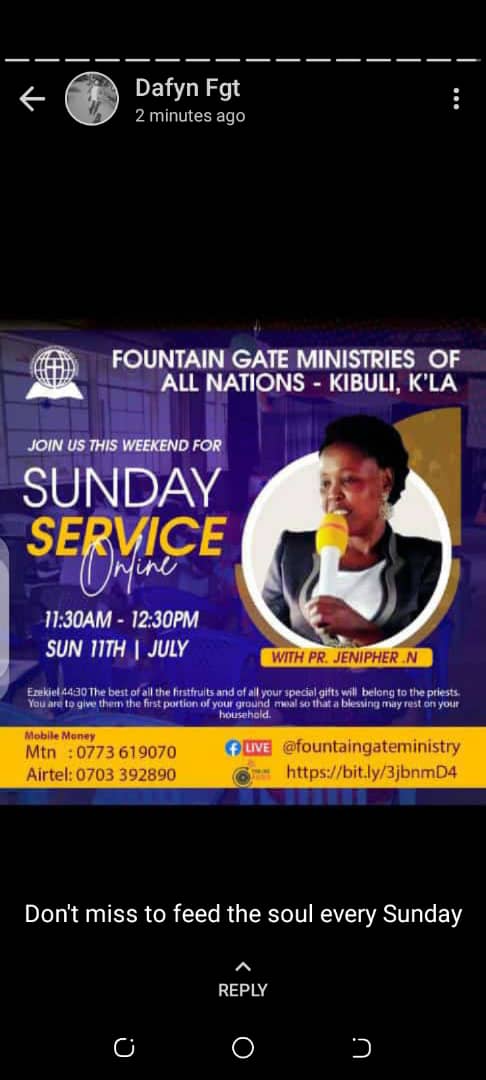 Dafyn Fgt
2 minutes ago
FOUNTAIN GATE MINISTRIES OF
ALL NATIONS - KIBULI, K'LA
JOIN US THIS WEEKEND FOR
SUNDAY
SERVICE
Online
11:30AM - 12:30PM
SUN 11TH | JULY
WITH PR. JENIPHER .N
Ezekiel 44:30 The best of all the firstfruits and of all your special gifts will belong to the priests.
You are to give them the first portion of your ground meal so that a blessing may rest on your
household.
Mobile Money
Mtn : 0773 619070
Airtel: 0703 392890
f LIVE @fountaingateministry
https://bit.ly/3jbnmD4
Don't miss to feed the soul every Sunday
REPLY